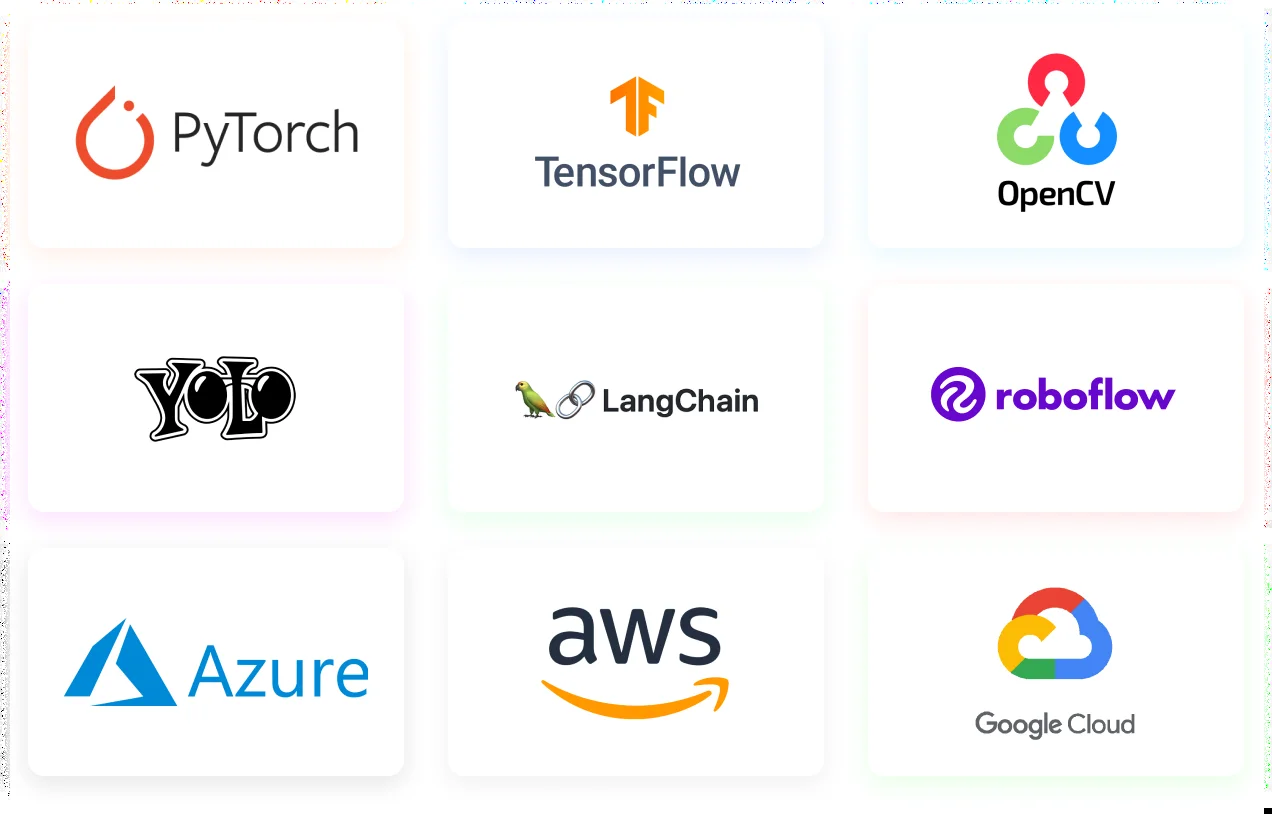 PyTorch
TensorFlow
OpenCV
YOLO
LangChain
roboflow
Azure
aws
Google Cloud